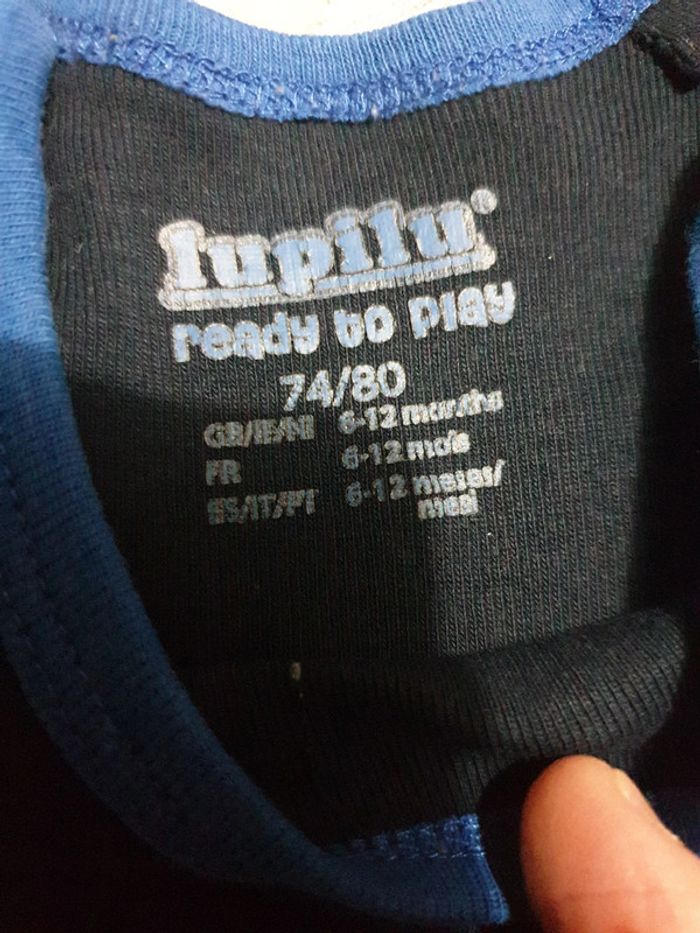 lupilu®
ready to play
74/80
GB/IE/NI 6-12 months
FR 6-12 mois
ES/IT/PT 6-12 meses/
mesi